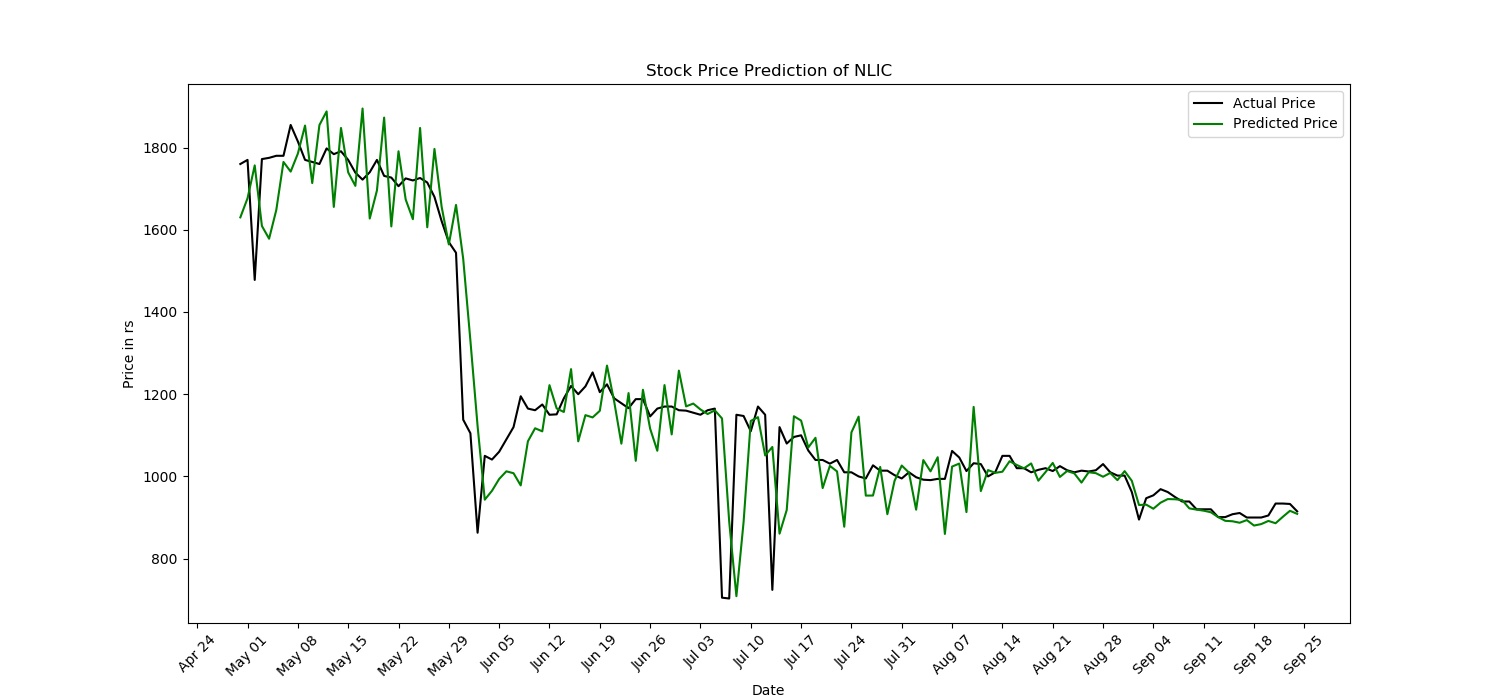 Stock Price Prediction of NLIC
Actual Price
Predicted Price
Price in rs
1800
1600
1400
1200
1000
800
Apr 24
May 01
May 08
May 15
May 22
May 29
Jun 05
Jun 12
Jun 19
Jun 26
Jul 03
Jul 10
Jul 17
Jul 24
Jul 31
Aug 07
Aug 14
Aug 21
Aug 28
Sep 04
Sep 11
Sep 18
Sep 25
Date